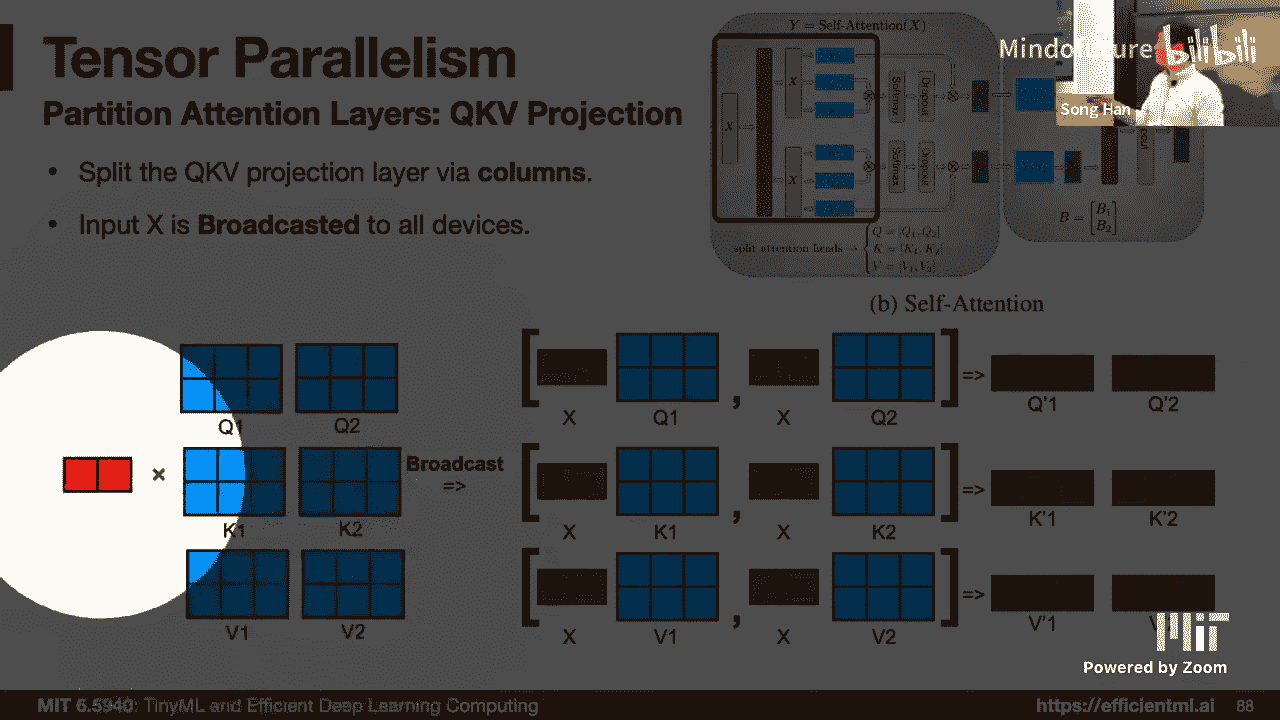 Tensor Parallelism
Partition Attention Layers: QKV Projection
• Split the QKV projection layer via columns.
• Input X is Broadcasted to all devices.
Y = Self-Attention(X)
X
X
X
Softmax
Dropout
Softmax
Dropout
split attention heads → { Q = [Q1, Q2]
K = [K1, K2]
V = [V1, V2]
B = [B1
B2]
(b) Self-Attention
bilibili
Song Han
×
Q1
Q2
K1
K2
V1
V2
Broadcast
=>
[ X Q1 , X Q2 ] => Q'1 Q'2
[ X K1 , X K2 ] => K'1 K'2
[ X V1 , X V2 ] => V'1
MIT
Powered by Zoom
MIT 6.5940: TinyML and Efficient Deep Learning Computing
https://efficientml.ai
88